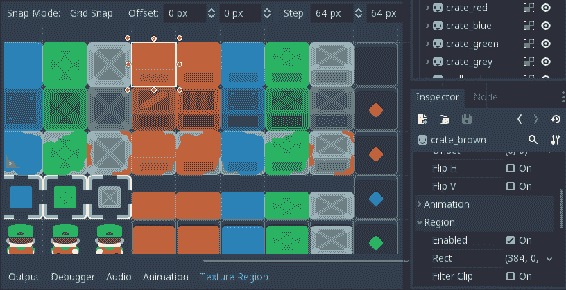 Snap Mode: Grid Snap Offset: 0 px 0 px Step 64 px 64 px
crate_red
crate_blue
crate_green
crate_grey
Inspector Node
crate_brown
Flip H On
Flip V On
Animation
Region
Enabled On
Rect (384, 0,
Filter Clip On
Output Debugger Audio Animation Texture Region